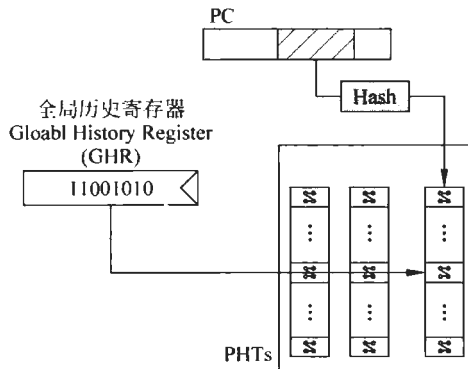 PC
Hash
全局历史寄存器
Gloabl History Register
(GHR)
11001010
PHTs